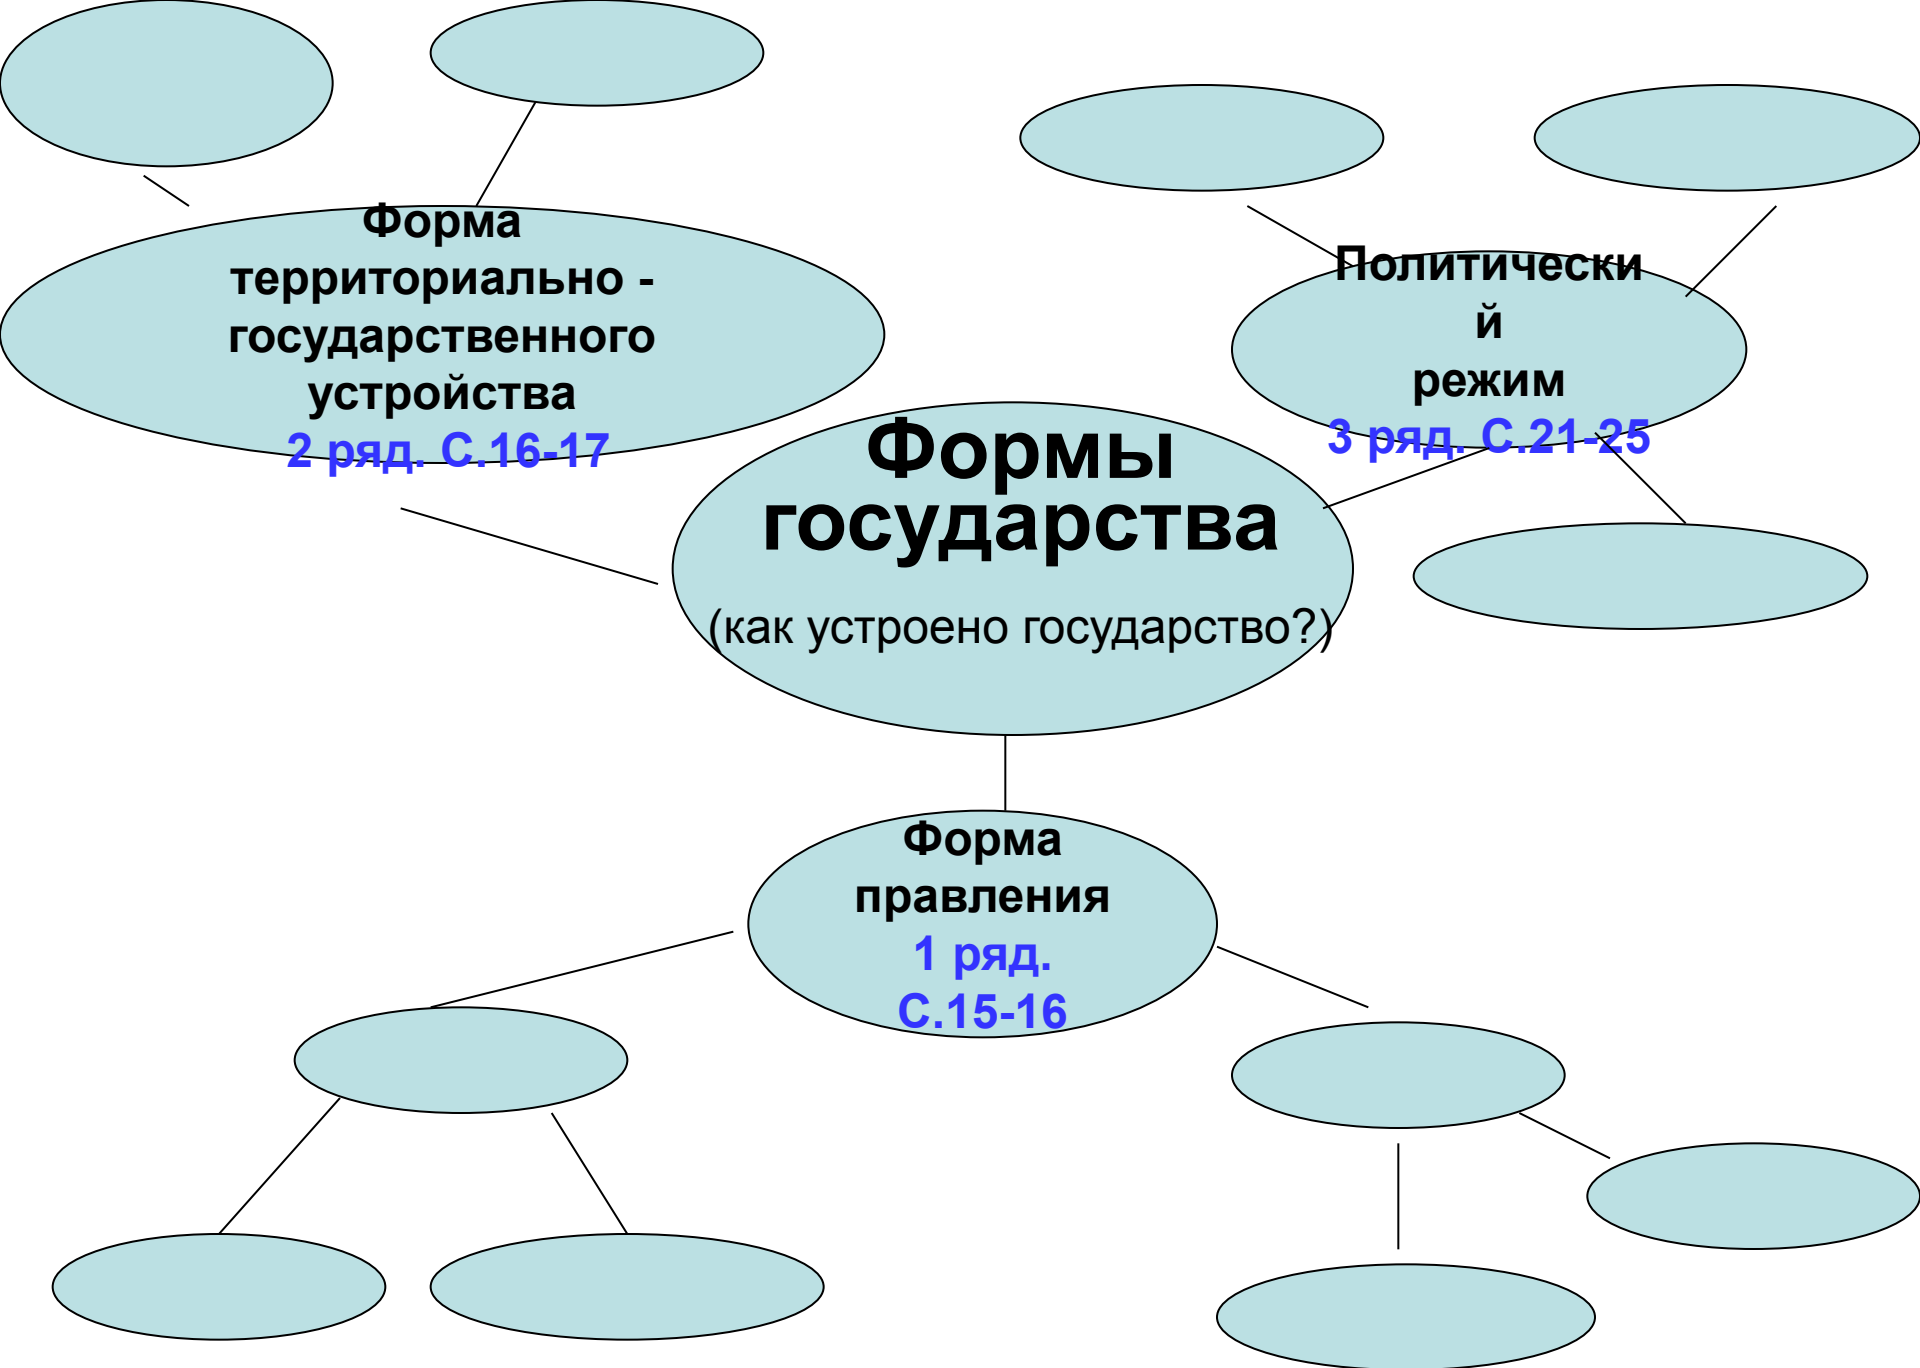 Форма
территориально -
государственного
устройства
2 ряд. С.16-17
Политически
й
режим
3 ряд. С.21-25
Формы
государства
(как устроено государство?)
Форма
правления
1 ряд.
С.15-16